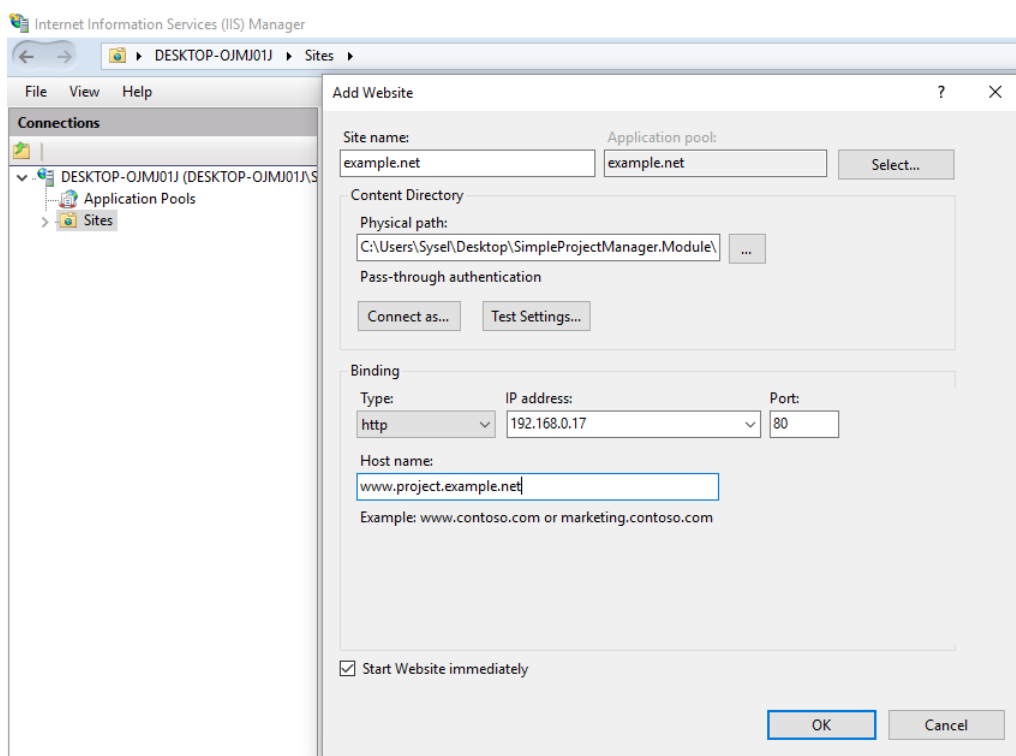 Internet Information Services (IIS) Manager
DESKTOP-OJMJ01J Sites
File View Help
Connections
DESKTOP-OJMJ01J (DESKTOP-OJMJ01J\S
Application Pools
Sites
Add Website
?
Site name:
Application pool:
example.net
example.net
Select...
Content Directory
Physical path:
C:\Users\Sysel\Desktop\SimpleProjectManager.Module\
...
Pass-through authentication
Connect as...
Test Settings...
Binding
Type:
IP address:
Port:
http
192.168.0.17
80
Host name:
www.project.example.net
Example: www.contoso.com or marketing.contoso.com
Start Website immediately
OK
Cancel